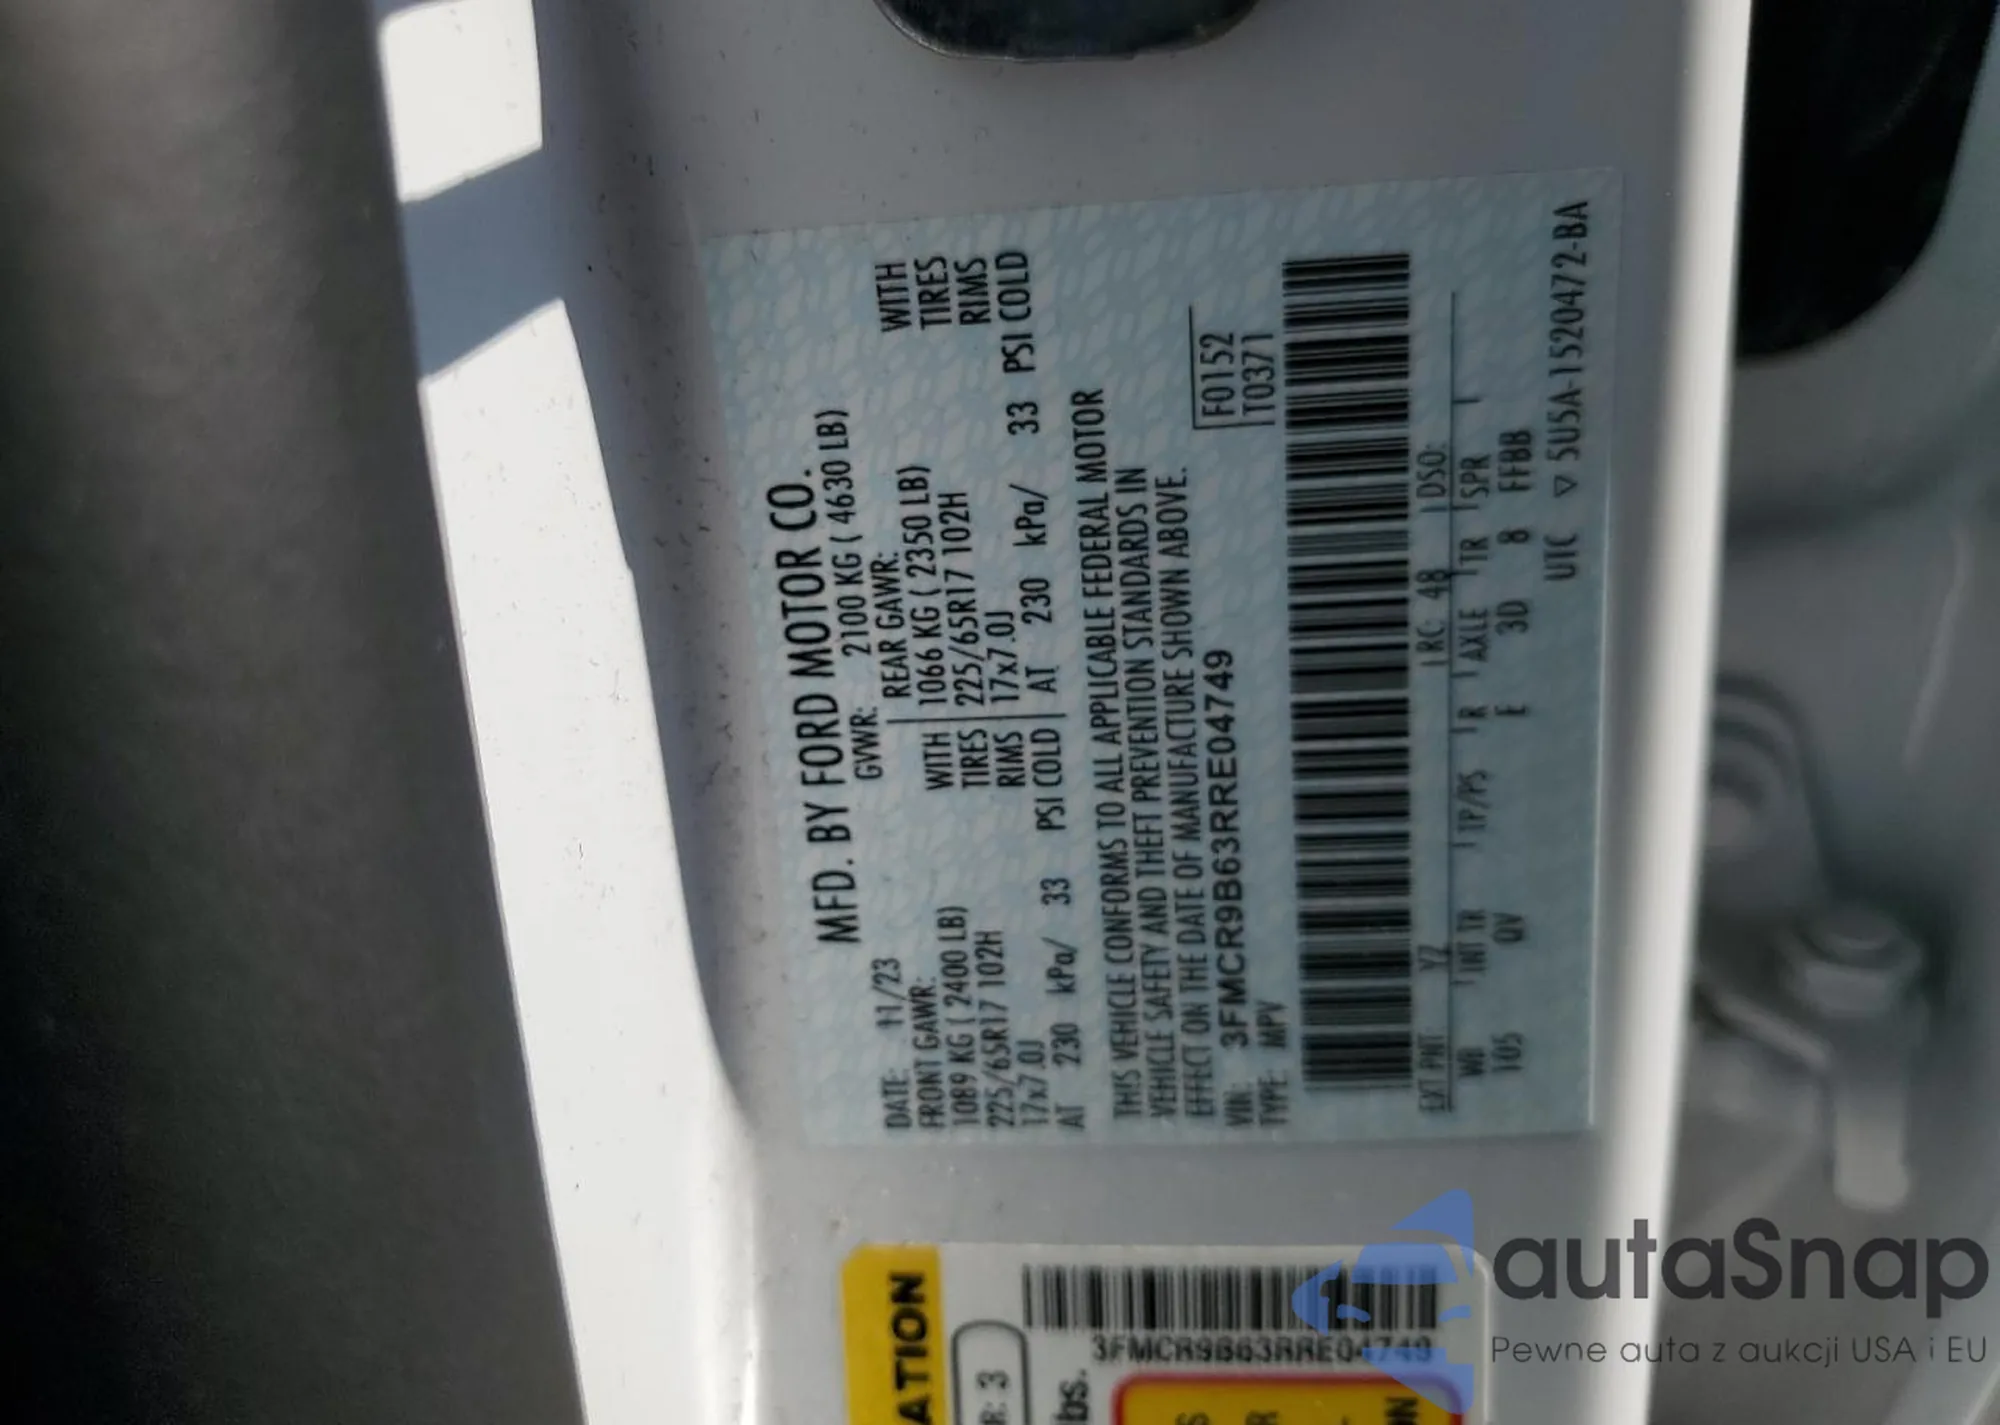 MFD. BY FORD MOTOR CO.
DATE: 11/23 GVWR: 2100 KG ( 4630 LB)
FRONT GAWR: REAR GAWR:
1089 KG ( 2400 LB) WITH 1066 KG ( 2350 LB) WITH
225/65R17 102H TIRES 225/65R17 102H TIRES
17x7.0J RIMS 17x7.0J RIMS
AT 230 kPa/ 33 PSI COLD AT 230 kPa/ 33 PSI COLD
THIS VEHICLE CONFORMS TO ALL APPLICABLE FEDERAL MOTOR
VEHICLE SAFETY AND THEFT PREVENTION STANDARDS IN
EFFECT ON THE DATE OF MANUFACTURE SHOWN ABOVE.
VIN: 3FMCR9B63RRE04749 F0152
TYPE: MPV T0371
EXT PNT: YZ RC: 48 DSO:
WB INT TR TP/PS R AXLE TR SPR
105 QV E 3D 8 FFBB
UTC ▽ 5U5A-1520472-BA
ATION
R: 3
3FMCR9B63RRE04749
bs.
autaSnap
Pewne auta z aukcji USA i EU